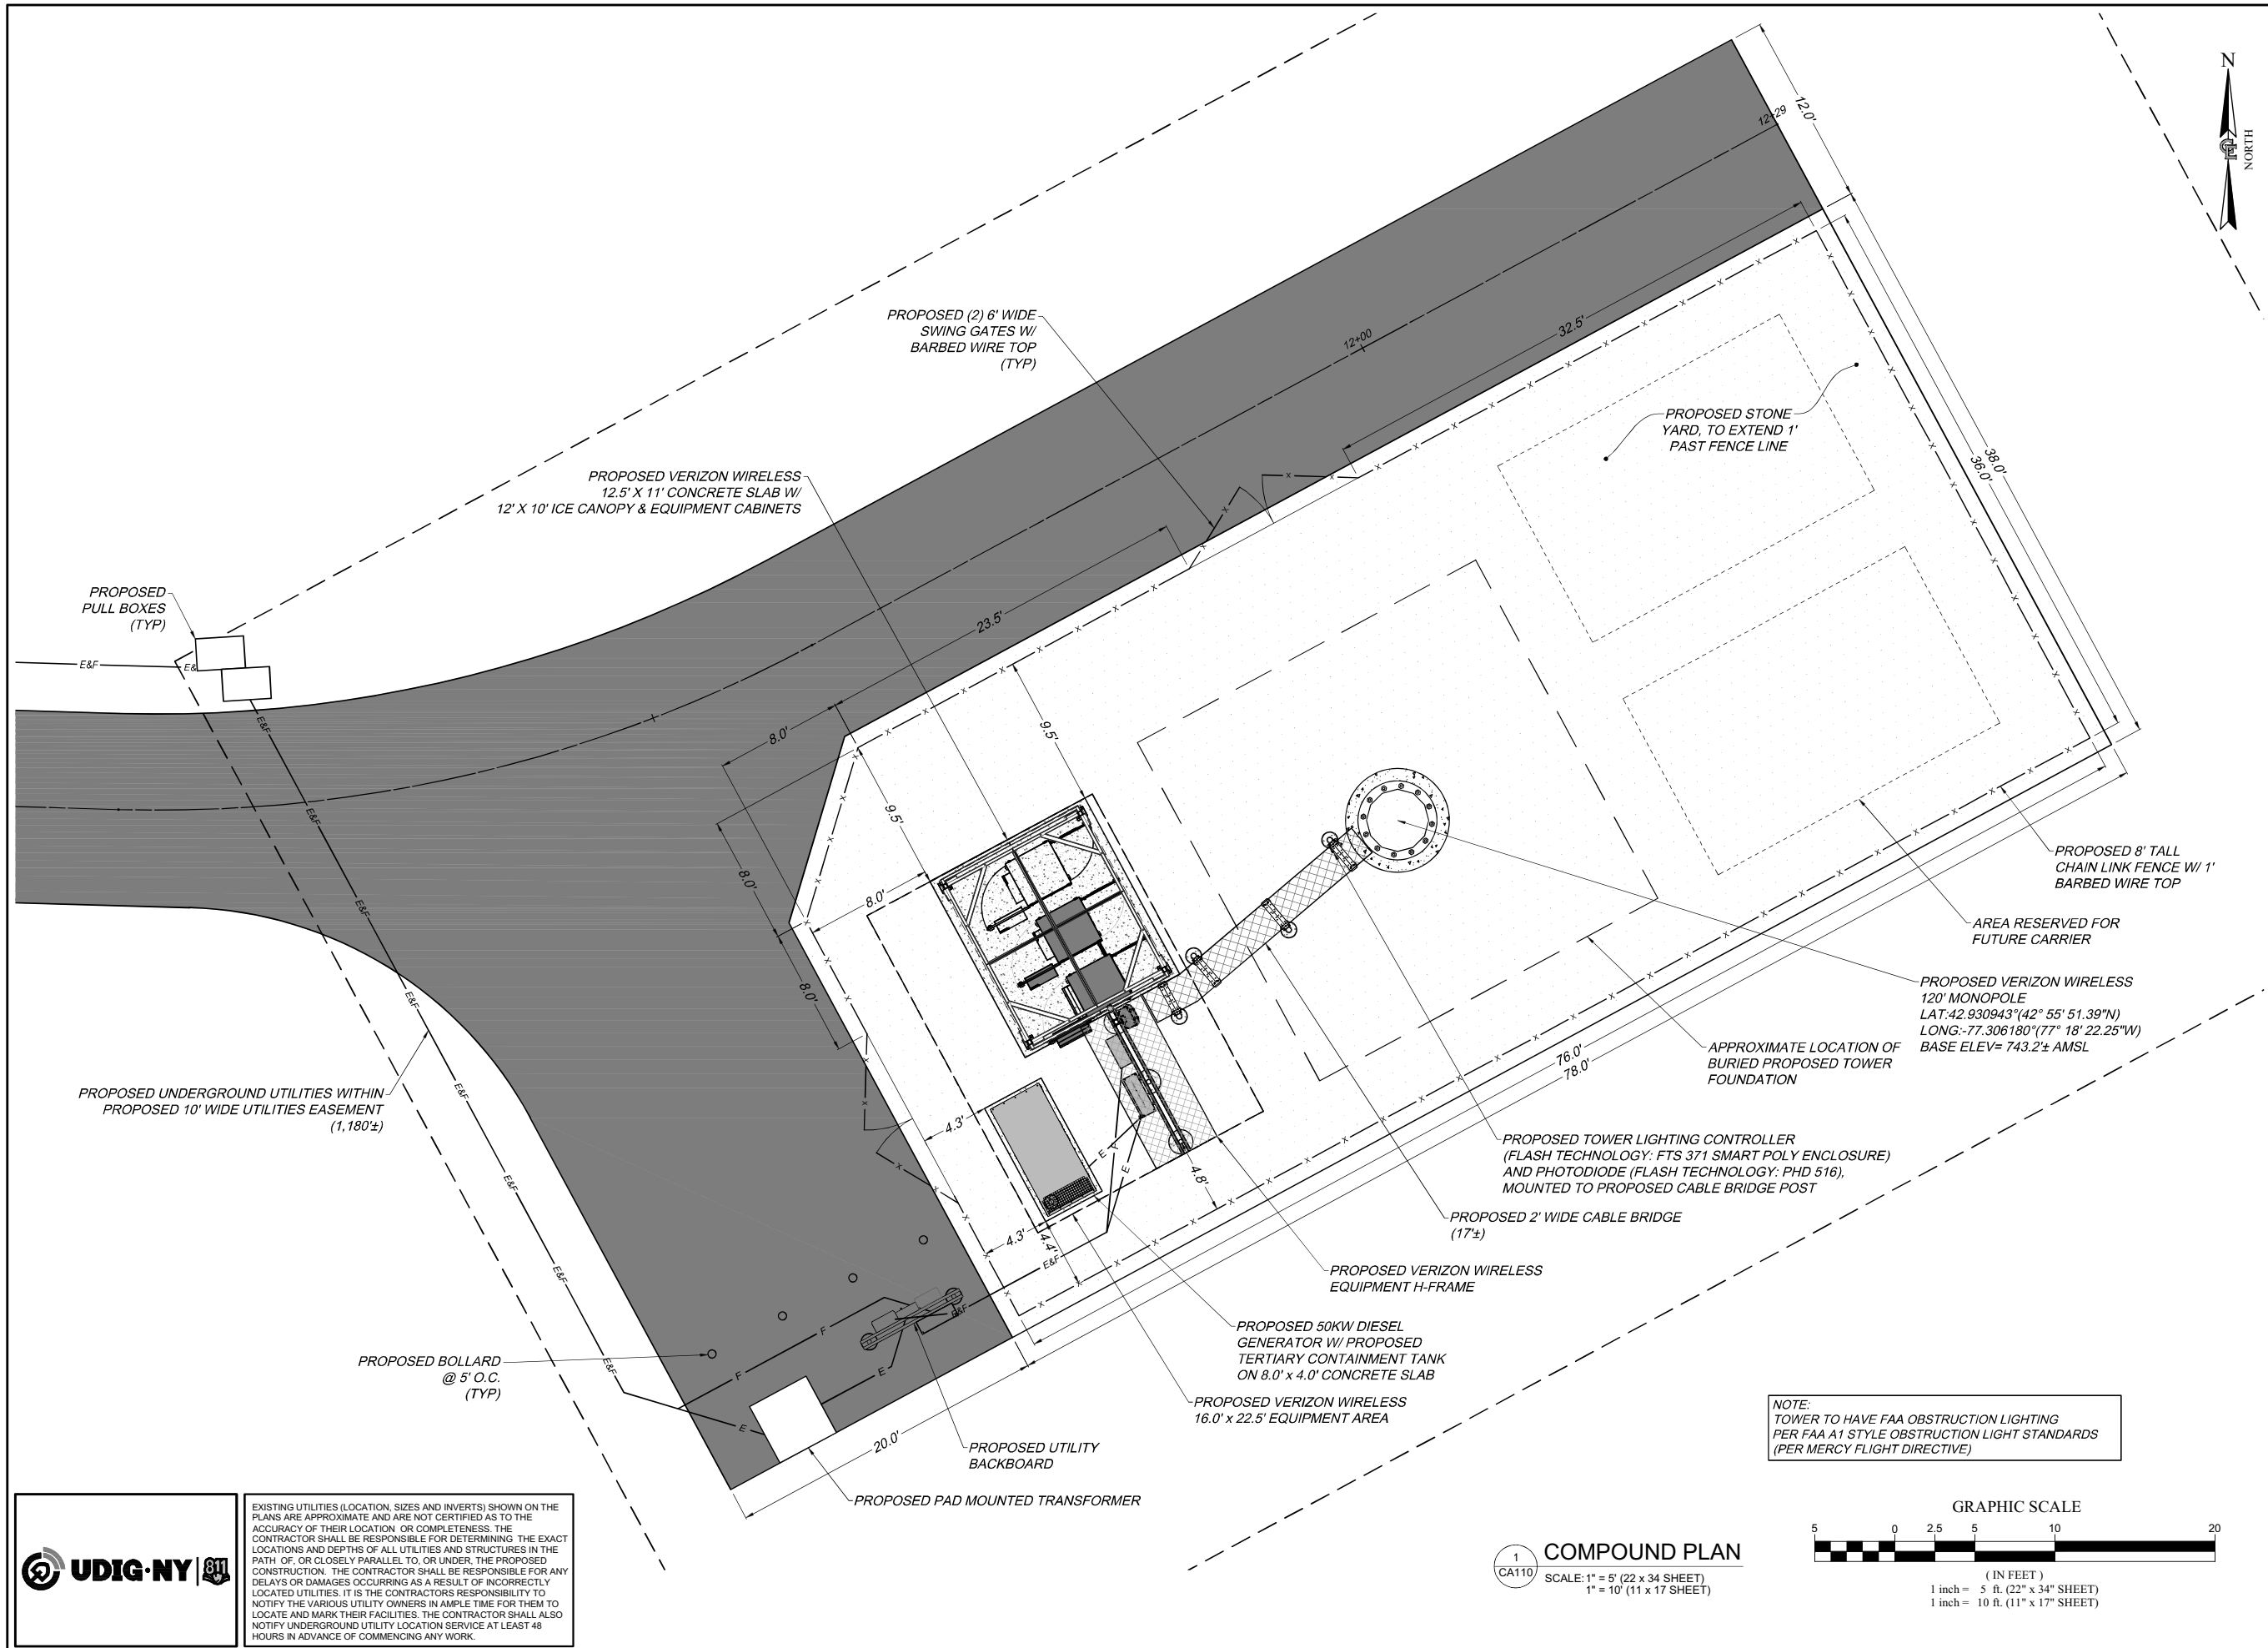 N
NORTH
12+29
12.0'
PROPOSED (2) 6' WIDE
SWING GATES W/
BARBED WIRE TOP
(TYP)
12+00
32.5'
PROPOSED STONE
YARD, TO EXTEND 1'
PAST FENCE LINE
38.0'
36.0'
PROPOSED VERIZON WIRELESS
12.5' X 11' CONCRETE SLAB W/
12' X 10' ICE CANOPY & EQUIPMENT CABINETS
PROPOSED
PULL BOXES
(TYP)
23.5'
E&F
E&F
8.0'
9.5'
9.5'
E&F
8.0'
8.0'
8.0'
E&F
E&F
E&F
PROPOSED 8' TALL
CHAIN LINK FENCE W/ 1'
BARBED WIRE TOP
AREA RESERVED FOR
FUTURE CARRIER
PROPOSED VERIZON WIRELESS
120' MONOPOLE
LAT:42.930943°(42° 55' 51.39"N)
LONG:-77.306180°(77° 18' 22.25"W)
BASE ELEV= 743.2'± AMSL
APPROXIMATE LOCATION OF
BURIED PROPOSED TOWER
FOUNDATION
76.0'
78.0'
PROPOSED UNDERGROUND UTILITIES WITHIN
PROPOSED 10' WIDE UTILITIES EASEMENT
(1,180'±)
E&F
E&F
E&F
4.3'
E
E
4.8'
4.3'
4.4'
E&F
PROPOSED TOWER LIGHTING CONTROLLER
(FLASH TECHNOLOGY: FTS 371 SMART POLY ENCLOSURE)
AND PHOTODIODE (FLASH TECHNOLOGY: PHD 516),
MOUNTED TO PROPOSED CABLE BRIDGE POST
PROPOSED 2' WIDE CABLE BRIDGE
(17'±)
PROPOSED VERIZON WIRELESS
EQUIPMENT H-FRAME
PROPOSED 50KW DIESEL
GENERATOR W/ PROPOSED
TERTIARY CONTAINMENT TANK
ON 8.0' x 4.0' CONCRETE SLAB
PROPOSED VERIZON WIRELESS
16.0' x 22.5' EQUIPMENT AREA
E&F
F
F
E
E
E&F
PROPOSED BOLLARD
@ 5' O.C.
(TYP)
20.0'
PROPOSED UTILITY
BACKBOARD
PROPOSED PAD MOUNTED TRANSFORMER
NOTE:
TOWER TO HAVE FAA OBSTRUCTION LIGHTING
PER FAA A1 STYLE OBSTRUCTION LIGHT STANDARDS
(PER MERCY FLIGHT DIRECTIVE)
UDIG·NY 811
EXISTING UTILITIES (LOCATION, SIZES AND INVERTS) SHOWN ON THE
PLANS ARE APPROXIMATE AND ARE NOT CERTIFIED AS TO THE
ACCURACY OF THEIR LOCATION OR COMPLETENESS. THE
CONTRACTOR SHALL BE RESPONSIBLE FOR DETERMINING THE EXACT
LOCATIONS AND DEPTHS OF ALL UTILITIES AND STRUCTURES IN THE
PATH OF, OR CLOSELY PARALLEL TO, OR UNDER, THE PROPOSED
CONSTRUCTION. THE CONTRACTOR SHALL BE RESPONSIBLE FOR ANY
DELAYS OR DAMAGES OCCURRING AS A RESULT OF INCORRECTLY
LOCATED UTILITIES. IT IS THE CONTRACTORS RESPONSIBILITY TO
NOTIFY THE VARIOUS UTILITY OWNERS IN AMPLE TIME FOR THEM TO
LOCATE AND MARK THEIR FACILITIES. THE CONTRACTOR SHALL ALSO
NOTIFY UNDERGROUND UTILITY LOCATION SERVICE AT LEAST 48
HOURS IN ADVANCE OF COMMENCING ANY WORK.
1
CA110
COMPOUND PLAN
SCALE: 1" = 5' (22 x 34 SHEET)
1" = 10' (11 x 17 SHEET)
GRAPHIC SCALE
5 0 2.5 5 10 20
( IN FEET )
1 inch = 5 ft. (22" x 34" SHEET)
1 inch = 10 ft. (11" x 17" SHEET)